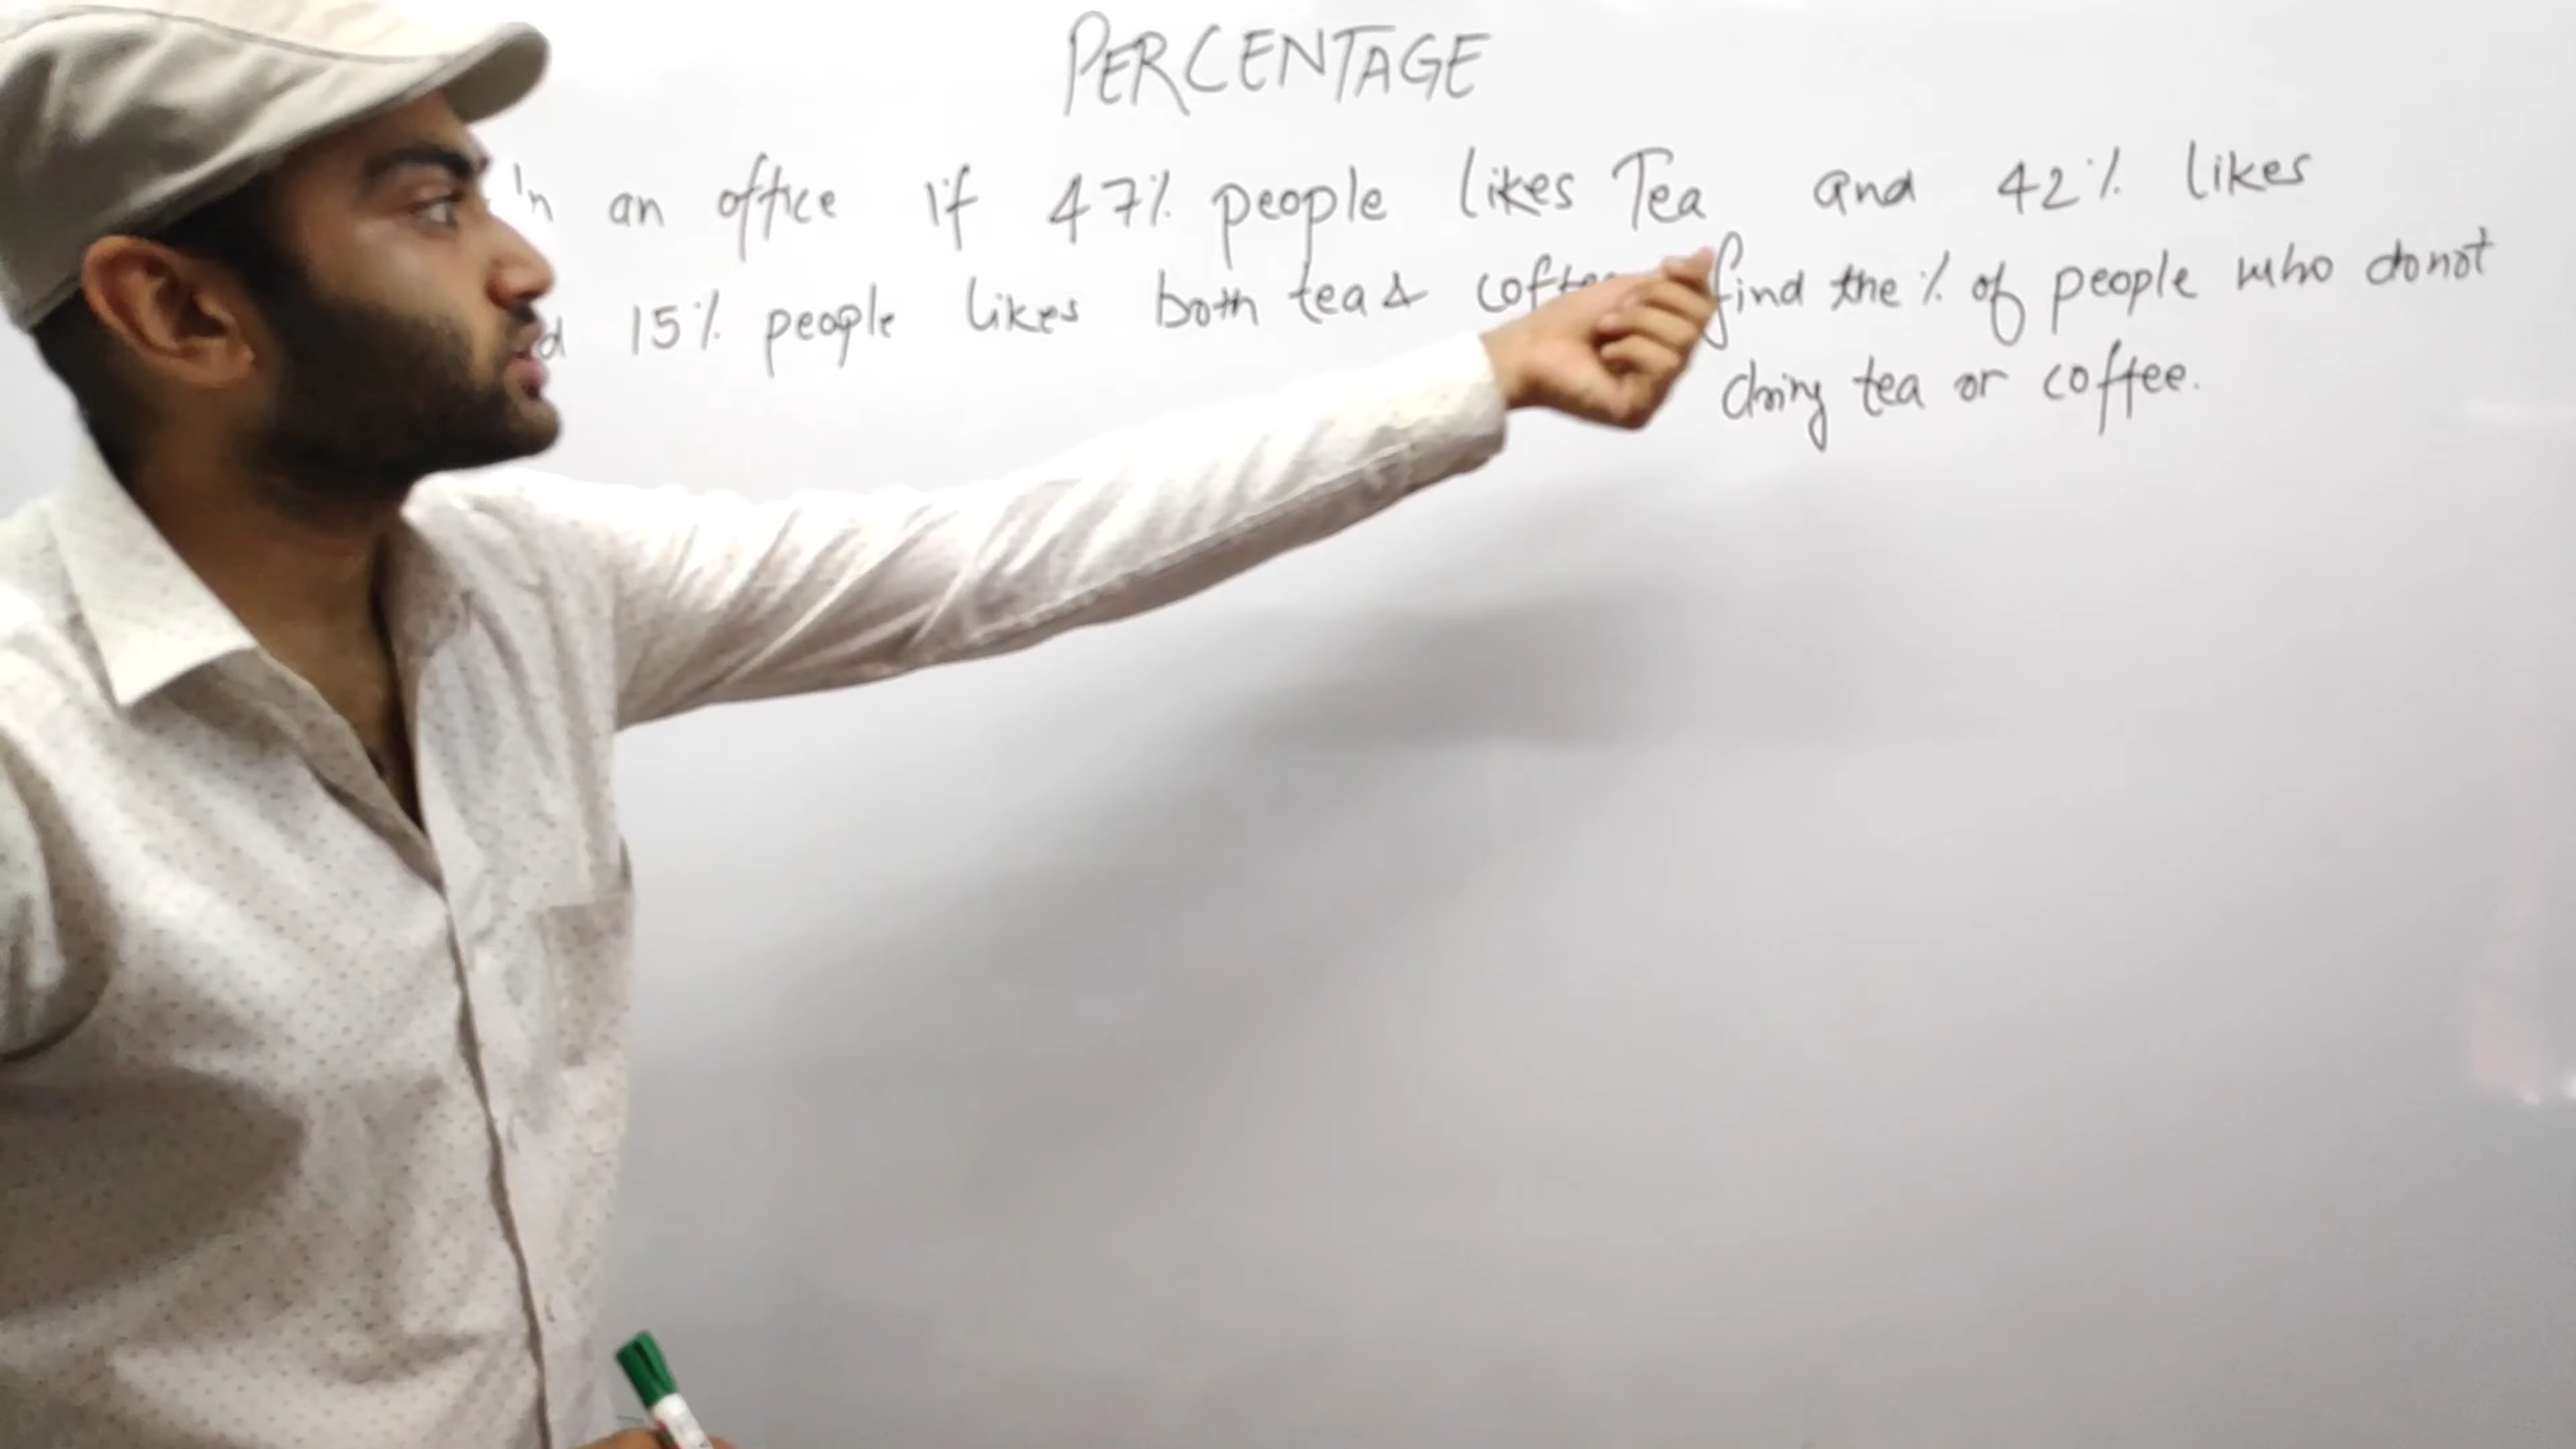 PERCENTAGE
In an office if 47% people likes Tea and 42% likes
15% people likes both tea & find the % of people who donot
tea or coffee.